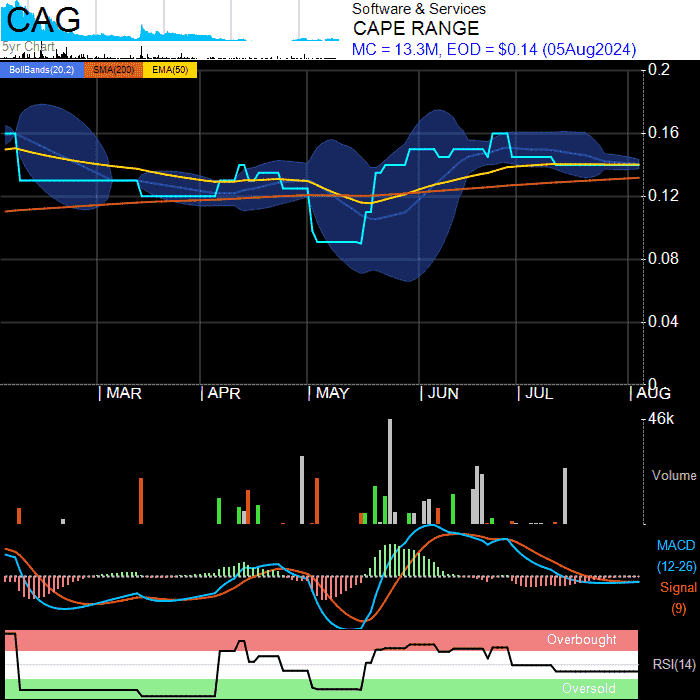 CAG
5yr Chart
Software & Services
CAPE RANGE
MC = 13.3M, EOD = $0.14 (05Aug2024)
BollBands(20,2) SMA(200) EMA(50)
0.2
0.16
0.12
0.08
0.04
0
| MAR | APR | MAY | JUN | JUL | AUG
46k
Volume
MACD
(12-26)
Signal
(9)
Overbought
RSI(14)
Oversold